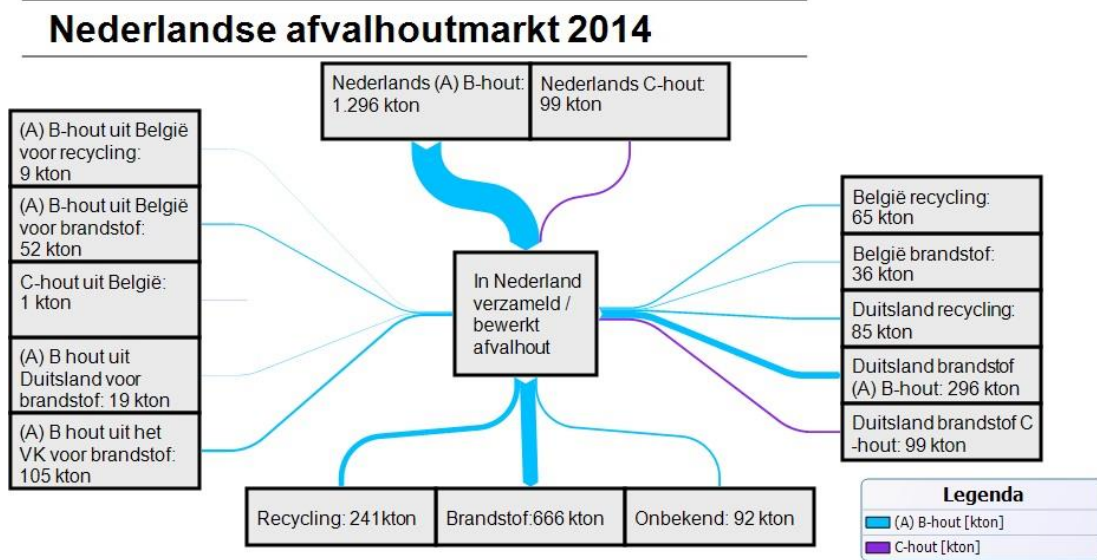 Nederlandse afvalhoutmarkt 2014
Nederlands (A) B-hout:
1.296 kton
Nederlands C-hout:
99 kton
(A) B-hout uit België
voor recycling:
9 kton
(A) B-hout uit België
voor brandstof:
52 kton
C-hout uit België:
1 kton
(A) B hout uit
Duitsland voor
brandstof: 19 kton
(A) B hout uit het
VK voor brandstof:
105 kton
In Nederland
verzameld /
bewerkt
afvalhout
België recycling:
65 kton
België brandstof:
36 kton
Duitsland recycling:
85 kton
Duitsland brandstof
(A) B-hout: 296 kton
Duitsland brandstof C
-hout: 99 kton
Recycling: 241kton
Brandstof:666 kton
Onbekend: 92 kton
Legenda
(A) B-hout [kton]
C-hout [kton]